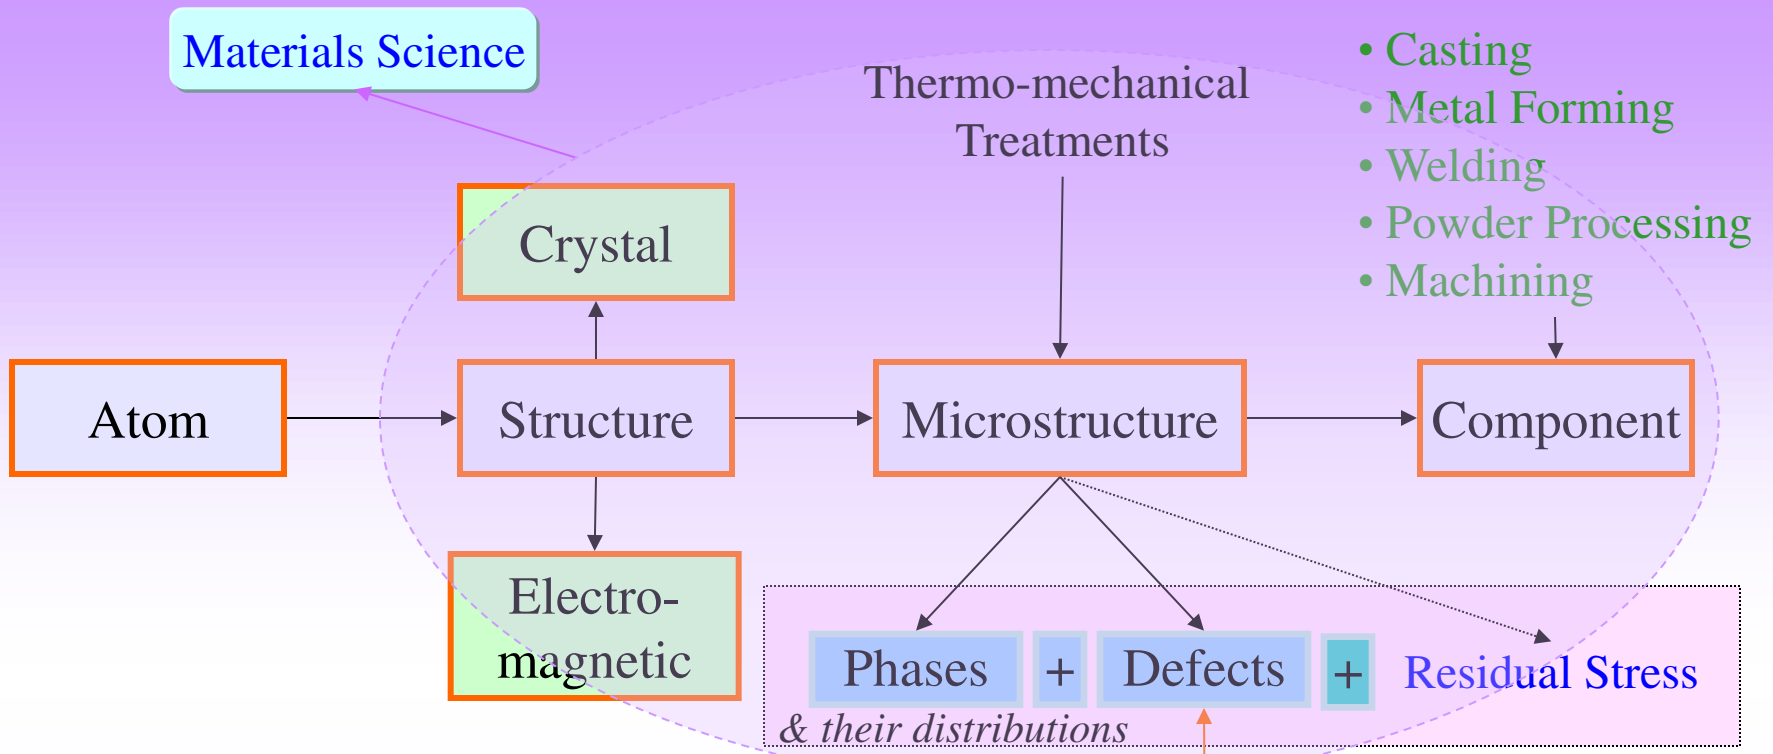 Materials Science
Thermo-mechanical
Treatments
• Casting
• Metal Forming
• Welding
• Powder Processing
• Machining
Crystal
Atom
Structure
Microstructure
Component
Electro-
magnetic
Phases + Defects + Residual Stress
& their distributions